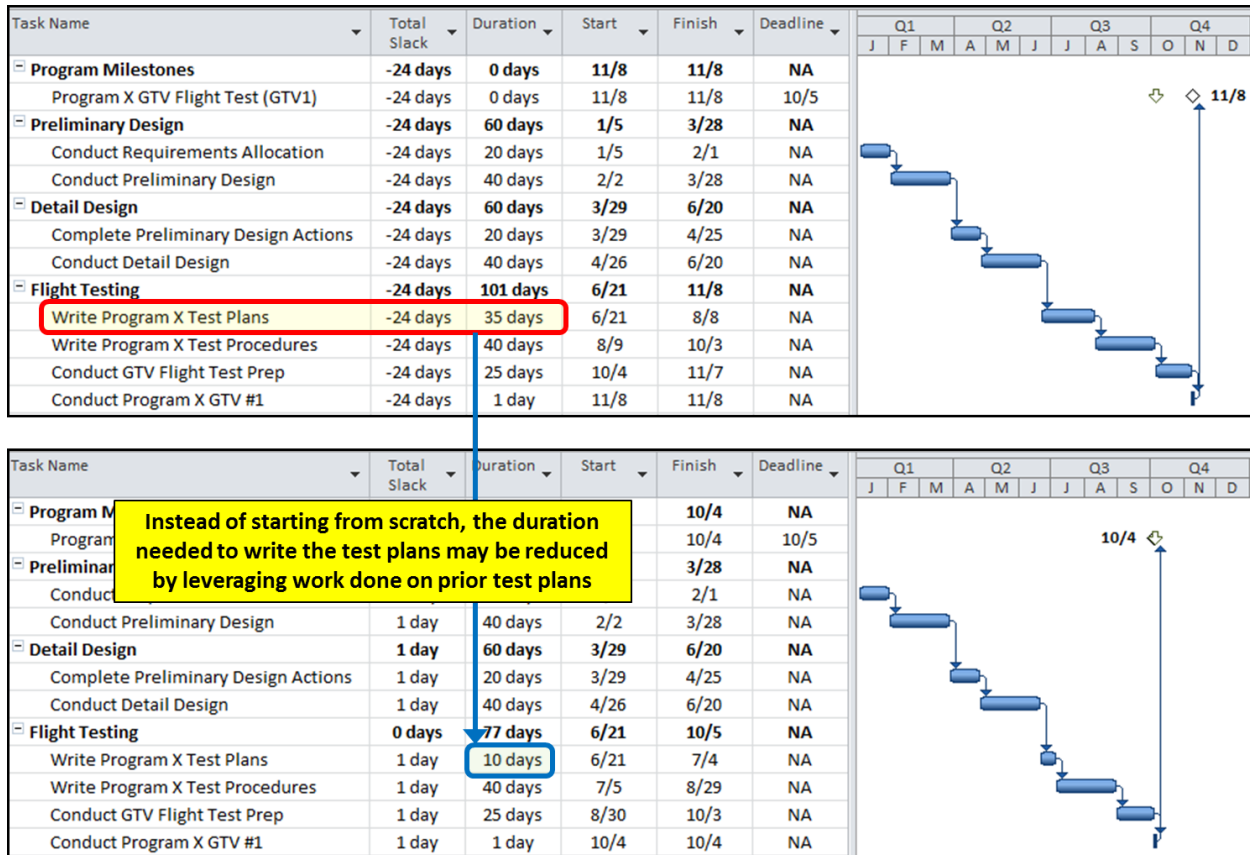 Task Name Total Slack Duration Start Finish Deadline Q1 Q2 Q3 Q4
J F M A M J J A S O N D
Program Milestones -24 days 0 days 11/8 11/8 NA
Program X GTV Flight Test (GTV1) -24 days 0 days 11/8 11/8 10/5 11/8
Preliminary Design -24 days 60 days 1/5 3/28 NA
Conduct Requirements Allocation -24 days 20 days 1/5 2/1 NA
Conduct Preliminary Design -24 days 40 days 2/2 3/28 NA
Detail Design -24 days 60 days 3/29 6/20 NA
Complete Preliminary Design Actions -24 days 20 days 3/29 4/25 NA
Conduct Detail Design -24 days 40 days 4/26 6/20 NA
Flight Testing -24 days 101 days 6/21 11/8 NA
Write Program X Test Plans -24 days 35 days 6/21 8/8 NA
Write Program X Test Procedures -24 days 40 days 8/9 10/3 NA
Conduct GTV Flight Test Prep -24 days 25 days 10/4 11/7 NA
Conduct Program X GTV #1 -24 days 1 day 11/8 11/8 NA
Task Name Total Slack Duration Start Finish Deadline Q1 Q2 Q3 Q4
J F M A M J J A S O N D
Program M 10/4 NA
Program 10/4 10/5 10/4
Preliminar 3/28 NA
Conduct 2/1 NA
Instead of starting from scratch, the duration
needed to write the test plans may be reduced
by leveraging work done on prior test plans
Conduct Preliminary Design 1 day 40 days 2/2 3/28 NA
Detail Design 1 day 60 days 3/29 6/20 NA
Complete Preliminary Design Actions 1 day 20 days 3/29 4/25 NA
Conduct Detail Design 1 day 40 days 4/26 6/20 NA
Flight Testing 0 days 77 days 6/21 10/5 NA
Write Program X Test Plans 1 day 10 days 6/21 7/4 NA
Write Program X Test Procedures 1 day 40 days 7/5 8/29 NA
Conduct GTV Flight Test Prep 1 day 25 days 8/30 10/3 NA
Conduct Program X GTV #1 1 day 1 day 10/4 10/4 NA